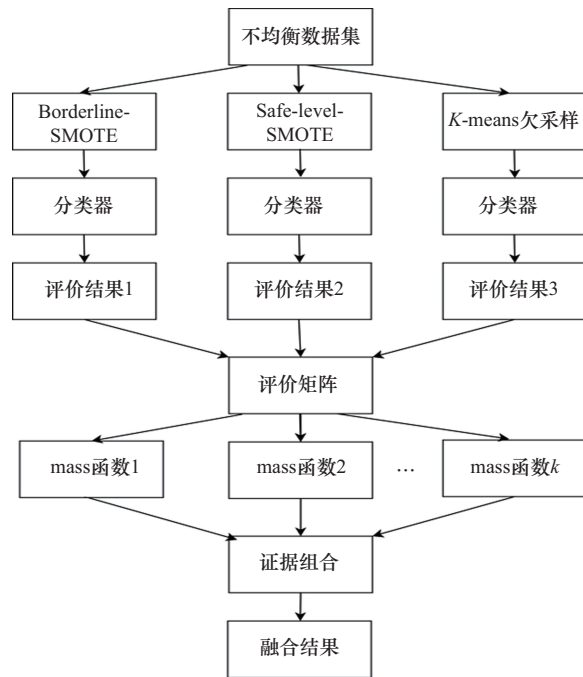 不均衡数据集
Borderline-
SMOTE
Safe-level-
SMOTE
K-means欠采样
分类器
分类器
分类器
评价结果1
评价结果2
评价结果3
评价矩阵
mass函数1
mass函数2
…
mass函数k
证据组合
融合结果